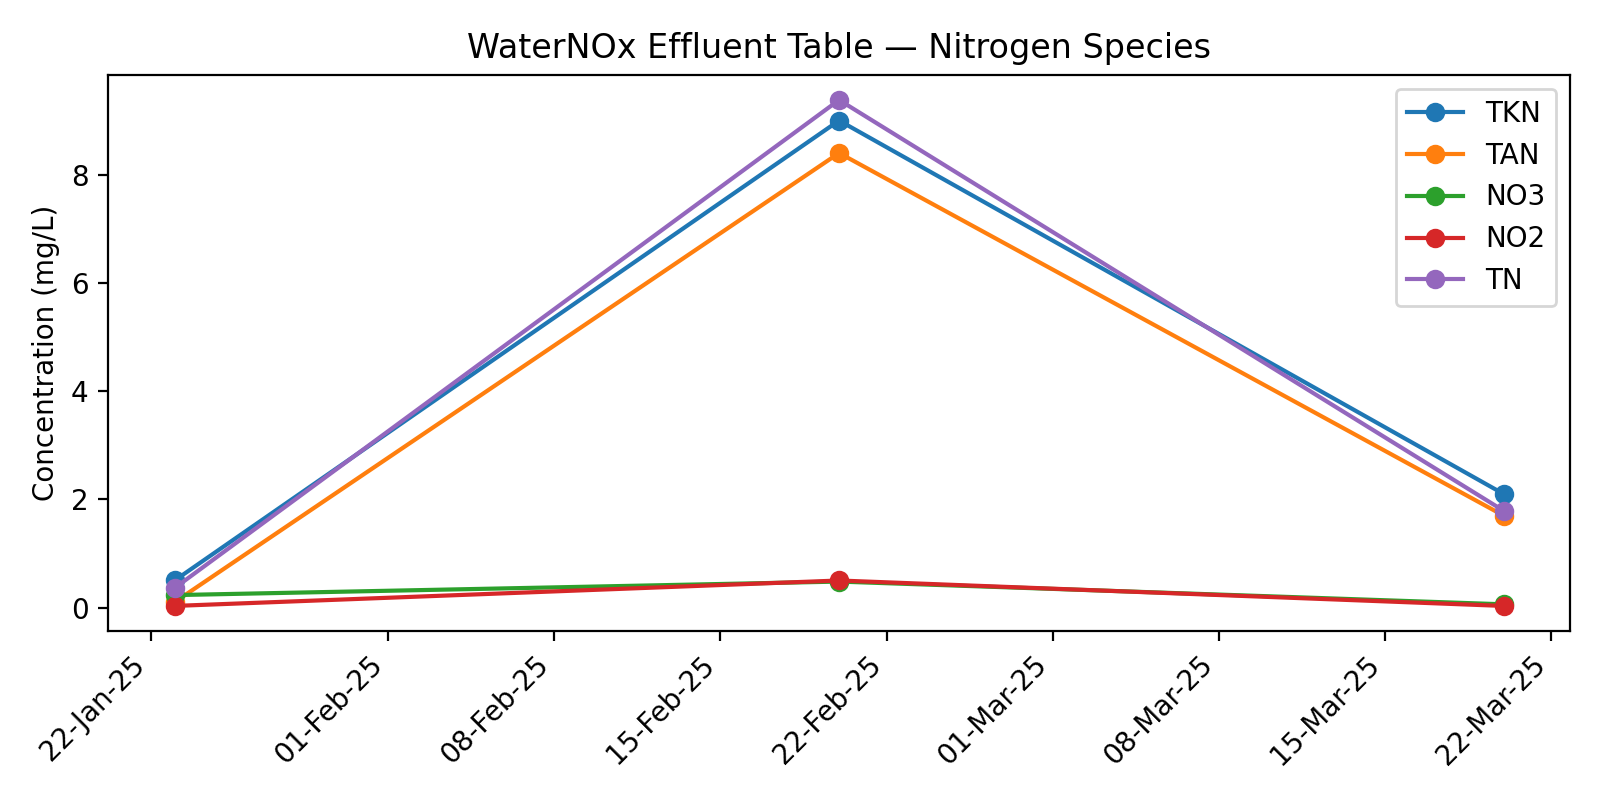 WaterNOx Effluent Table — Nitrogen Species
Concentration (mg/L)
8
6
4
2
0
TKN
TAN
NO3
NO2
TN
22-Jan-25
01-Feb-25
08-Feb-25
15-Feb-25
22-Feb-25
01-Mar-25
08-Mar-25
15-Mar-25
22-Mar-25